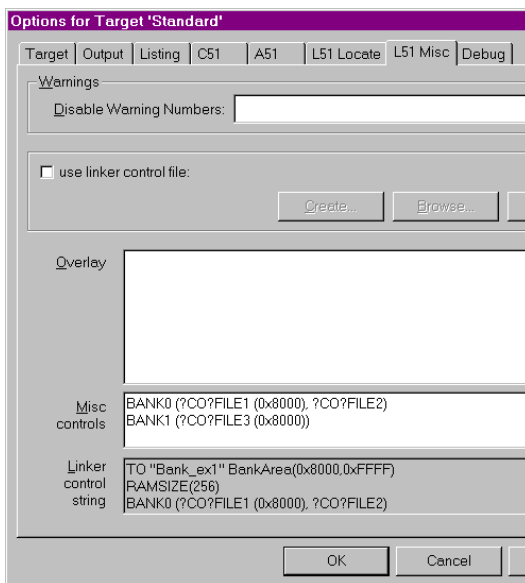 Options for Target 'Standard'
Target Output Listing C51 A51 L51 Locate L51 Misc Debug
Warnings
Disable Warning Numbers:
use linker control file:
Create... Browse...
Overlay
Misc controls
BANK0 (?CO?FILE1 (0x8000), ?CO?FILE2)
BANK1 (?CO?FILE3 (0x8000))
Linker control string
TO "Bank_ex1" BankArea(0x8000,0xFFFF)
RAMSIZE(256)
BANK0 (?CO?FILE1 (0x8000), ?CO?FILE2)
OK Cancel